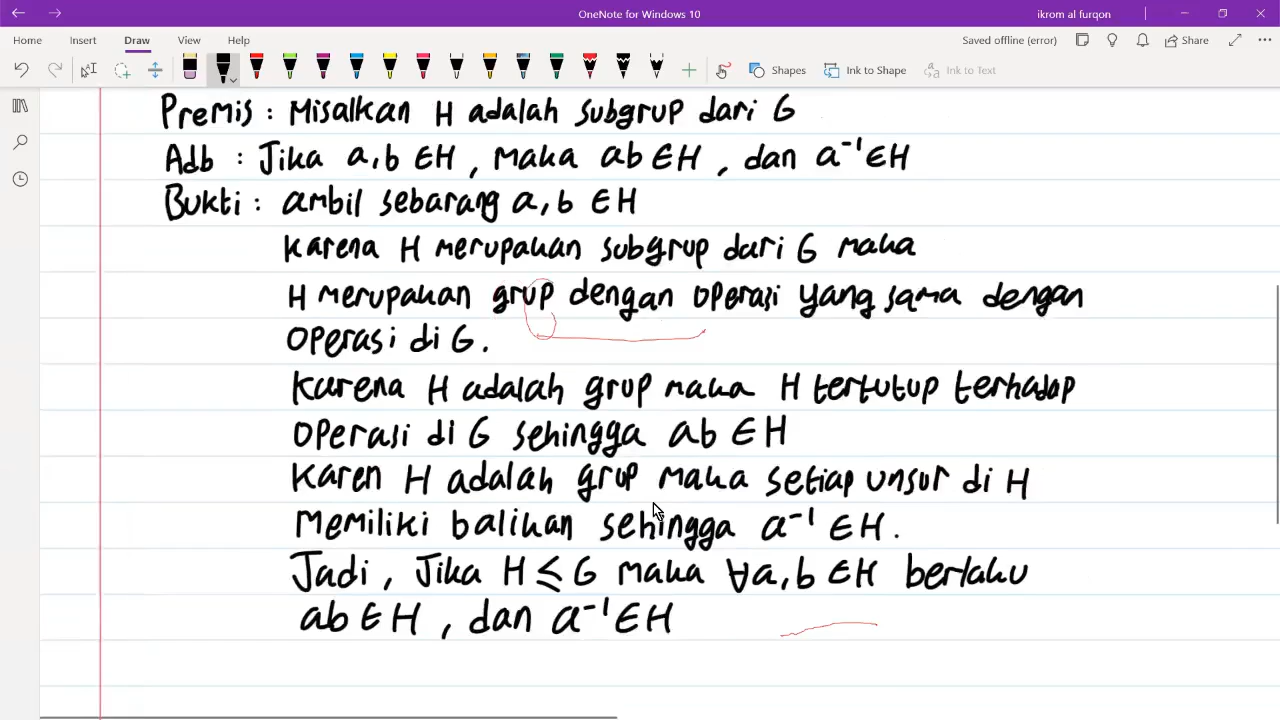 OneNote for Windows 10
ikrom al furqon
Home Insert Draw View Help
Saved offline (error)
Share
Shapes
Ink to Shape
Ink to Text
Premis : Misalkan H adalah subgrup dari G
Adb : Jika a,b ∈H , Maka ab ∈H , dan a⁻¹ ∈H
Bukti : ambil sebarang a,b ∈H
Karena H merupakan subgrup dari G maka
H merupakan grup dengan operasi yang sama dengan
Operasi di G.
Karena H adalah grup maka H tertutup terhadap
Operasi di G sehingga ab ∈H
Karen H adalah grup maka setiap unsur di H
Memiliki balikan sehingga a⁻¹ ∈H.
Jadi, Jika H ≤ G maka ∀a,b ∈H berlaku
ab ∈ H , dan a⁻¹ ∈H